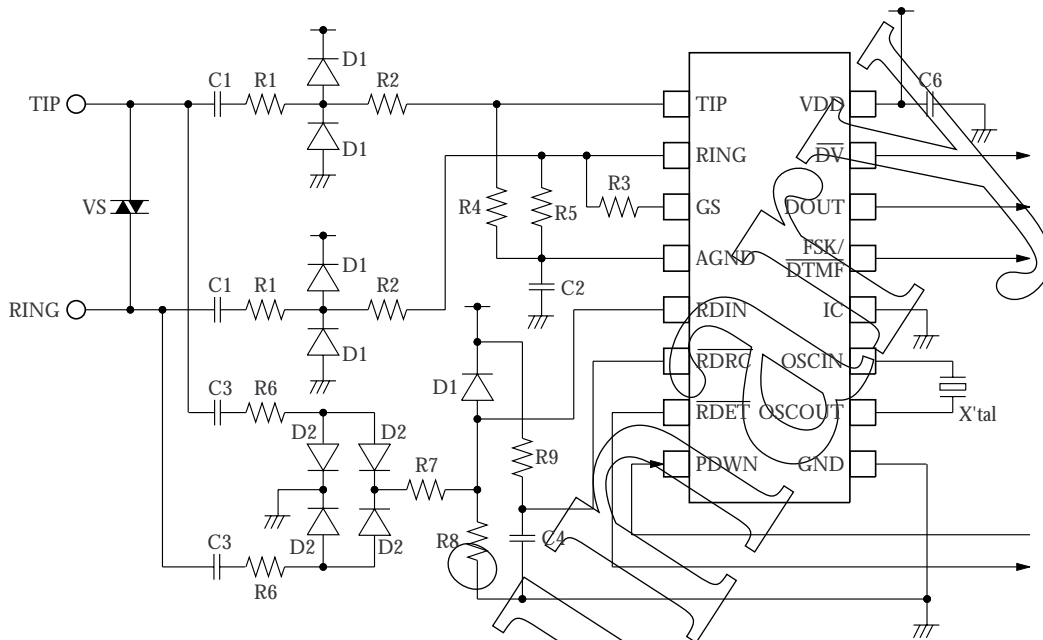 D1
C1 R1 R2 C6
TIP TIP VDD
D1
RING DV
R3
VS R4 R5 GS DOUT
FSK/
D1 AGND DTMF
C1 R1 R2 C2
RING RDIN IC
D1
RDRC OSCIN
C3 R6 D1
RDET OSCOUT X'tal
D2 D2
R7 R9 PDWN GND
C3 D2 D2 R8 C4
R6